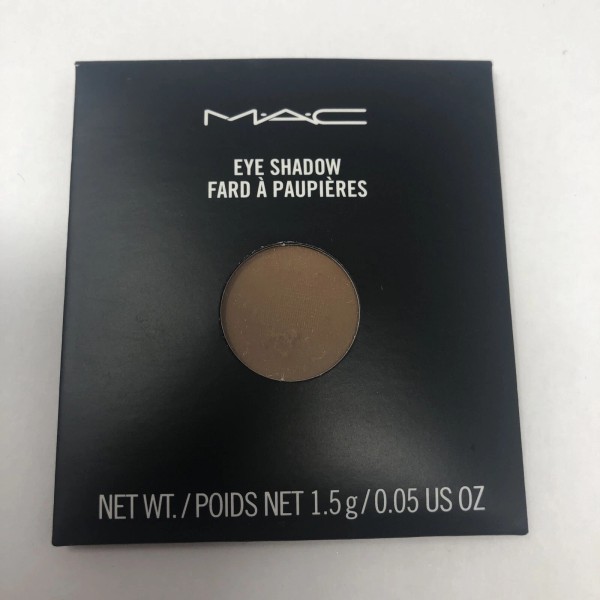 M·A·C
EYE SHADOW
FARD À PAUPIÈRES
NET WT. / POIDS NET 1.5 g / 0.05 US OZ